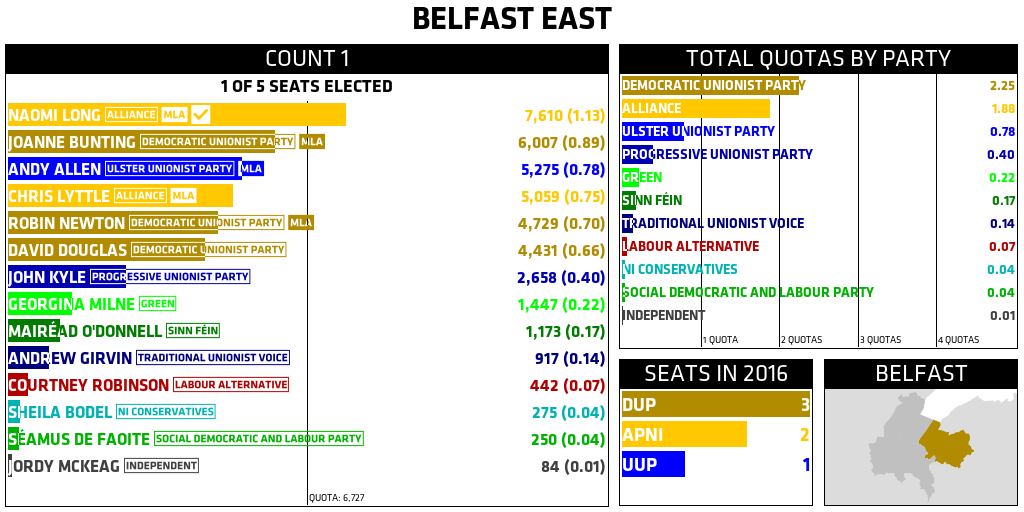 BELFAST EAST
COUNT 1
1 OF 5 SEATS ELECTED
NAOMI LONG ALLIANCE MLA 7,610 (1.13)
JOANNE BUNTING DEMOCRATIC UNIONIST PARTY MLA 6,007 (0.89)
ANDY ALLEN ULSTER UNIONIST PARTY MLA 5,275 (0.78)
CHRIS LYTTLE ALLIANCE MLA 5,059 (0.75)
ROBIN NEWTON DEMOCRATIC UNIONIST PARTY MLA 4,729 (0.70)
DAVID DOUGLAS DEMOCRATIC UNIONIST PARTY 4,431 (0.66)
JOHN KYLE PROGRESSIVE UNIONIST PARTY 2,658 (0.40)
GEORGINA MILNE GREEN 1,447 (0.22)
MAIRÉAD O'DONNELL SINN FÉIN 1,173 (0.17)
ANDREW GIRVIN TRADITIONAL UNIONIST VOICE 917 (0.14)
COURTNEY ROBINSON LABOUR ALTERNATIVE 442 (0.07)
SHEILA BODEL NI CONSERVATIVES 275 (0.04)
SÉAMUS DE FAOITE SOCIAL DEMOCRATIC AND LABOUR PARTY 250 (0.04)
JORDY MCKEAG INDEPENDENT 84 (0.01)
QUOTA: 6,727
TOTAL QUOTAS BY PARTY
DEMOCRATIC UNIONIST PARTY 2.25
ALLIANCE 1.88
ULSTER UNIONIST PARTY 0.78
PROGRESSIVE UNIONIST PARTY 0.40
GREEN 0.22
SINN FÉIN 0.17
TRADITIONAL UNIONIST VOICE 0.14
LABOUR ALTERNATIVE 0.07
NI CONSERVATIVES 0.04
SOCIAL DEMOCRATIC AND LABOUR PARTY 0.04
INDEPENDENT 0.01
1 QUOTA 2 QUOTAS 3 QUOTAS 4 QUOTAS
SEATS IN 2016
DUP 3
APNI 2
UUP 1
BELFAST